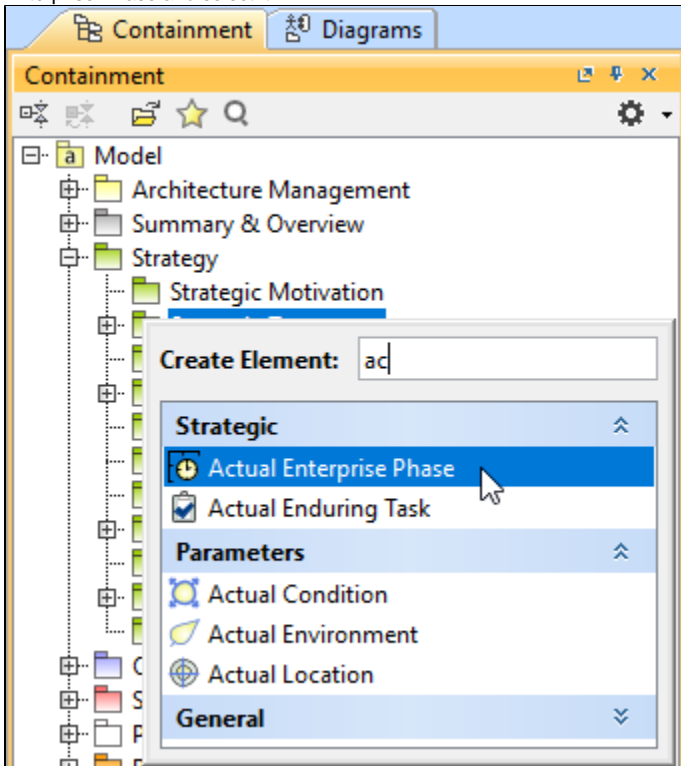 Containment
Diagrams
Containment
a Model
Architecture Management
Summary & Overview
Strategy
Strategic Motivation
Create Element: ac
Strategic
Actual Enterprise Phase
Actual Enduring Task
Parameters
Actual Condition
Actual Environment
Actual Location
General